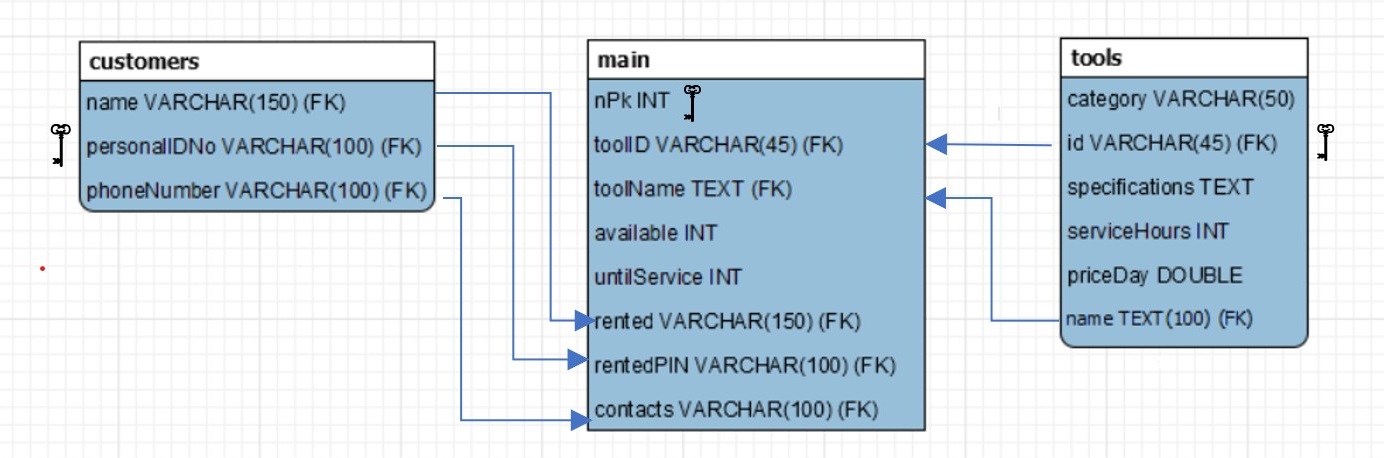 customers
name VARCHAR(150) (FK)
personalIDNo VARCHAR(100) (FK)
phoneNumber VARCHAR(100) (FK)
main
nPk INT
toolID VARCHAR(45) (FK)
toolName TEXT (FK)
available INT
untilService INT
rented VARCHAR(150) (FK)
rentedPIN VARCHAR(100) (FK)
contacts VARCHAR(100) (FK)
tools
category VARCHAR(50)
id VARCHAR(45) (FK)
specifications TEXT
serviceHours INT
priceDay DOUBLE
name TEXT(100) (FK)